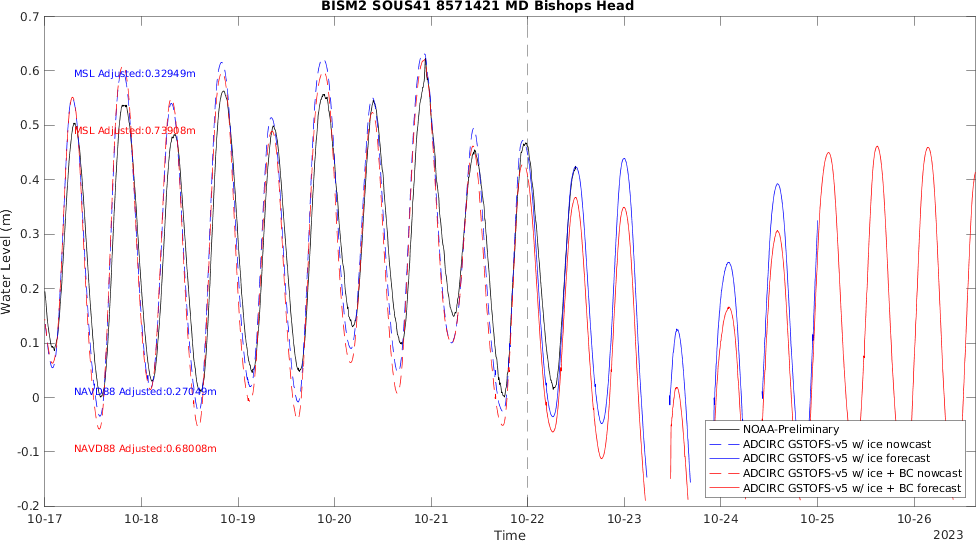 BISM2 SOUS41 8571421 MD Bishops Head
0.7
0.6
0.5
0.4
0.3
0.2
0.1
0
-0.1
-0.2
Water Level (m)
MSL Adjusted:0.32949m
MSL Adjusted:0.73908m
NAVD88 Adjusted:0.27049m
NAVD88 Adjusted:0.68008m
NOAA-Preliminary
ADCIRC GSTOFS-v5 w/ ice nowcast
ADCIRC GSTOFS-v5 w/ ice forecast
ADCIRC GSTOFS-v5 w/ ice + BC nowcast
ADCIRC GSTOFS-v5 w/ ice + BC forecast
10-17 10-18 10-19 10-20 10-21 10-22 10-23 10-24 10-25 10-26
Time
2023